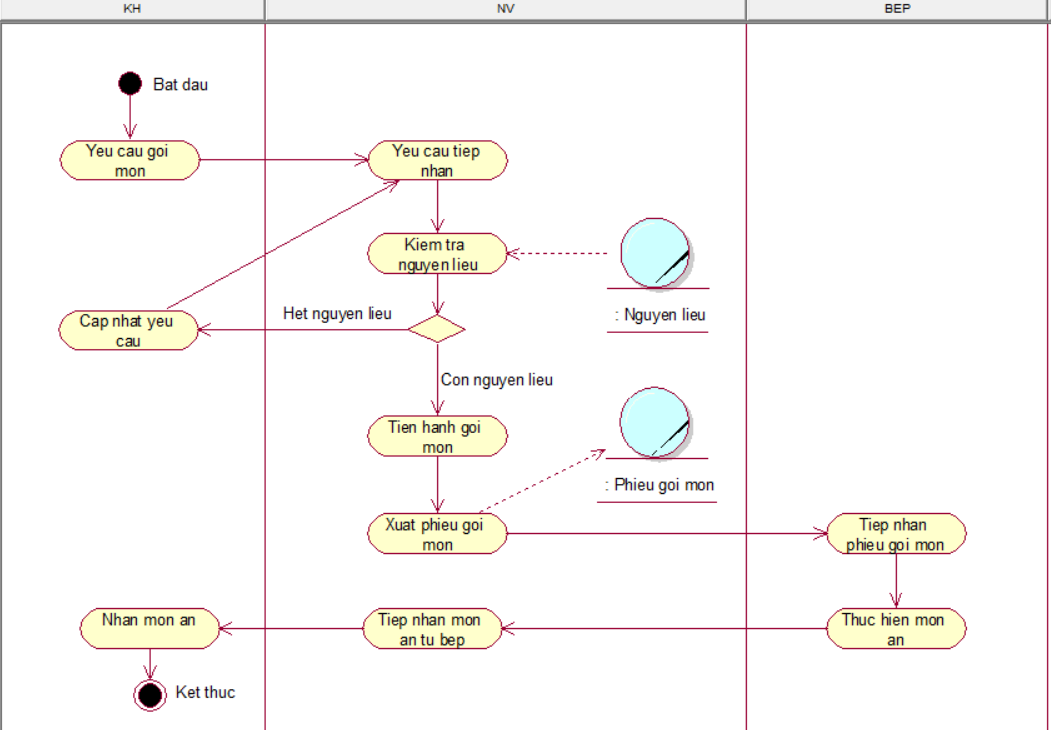 KH
NV
BEP
Bat dau
Yeu cau goi
mon
Yeu cau tiep
nhan
Kiem tra
nguyen lieu
: Nguyen lieu
Het nguyen lieu
Cap nhat yeu
cau
Con nguyen lieu
Tien hanh goi
mon
: Phieu goi mon
Xuat phieu goi
mon
Tiep nhan
phieu goi mon
Nhan mon an
Tiep nhan mon
an tu bep
Thuc hien mon
an
Ket thuc